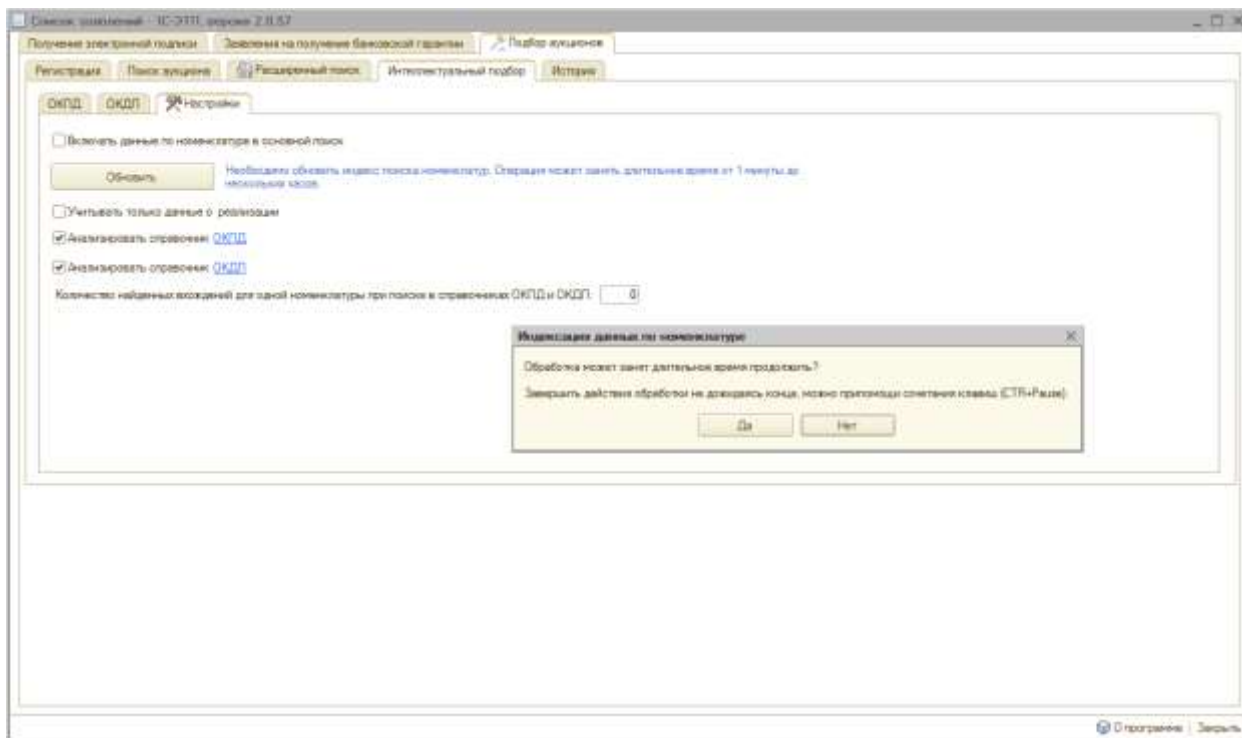 Список заявлений - 1С-ЭТП, версия 2.0.57
Получение электронной подписи
Заявления на получение банковской гарантии
Подбор аукционов
Регистрация
Поиск аукциона
Расширенный поиск
Интеллектуальный подбор
История
ОКПД
ОКДП
Настройки
Включать данные по номенклатуре в основной поиск
Обновить
Необходимо обновить индекс поиска номенклатур. Операция может занять длительное время от 1 минуты до
нескольких часов.
Учитывать только данные о реализации
Анализировать справочник ОКПД
Анализировать справочник ОКДП
Количество найденных вхождений для одной номенклатуры при поиске в справочниках ОКПД и ОКДП: 0
Индексация данных по номенклатуре
Обработка может занят длительное время продолжить?
Завершить действия обработки не дожидаясь конца, можно припомощи сочетания клавиш (CTR+Pause)
Да
Нет
О программе
Закрыть